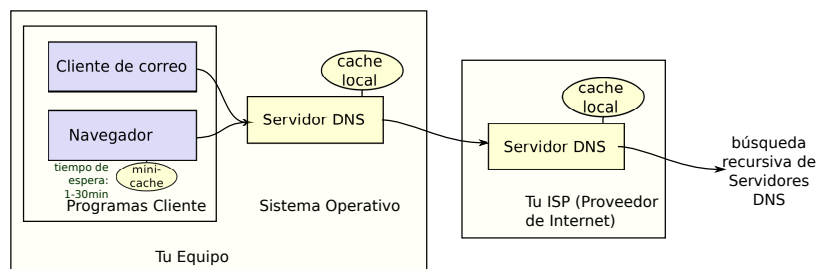 Cliente de correo
Navegador
tiempo de
espera:
1-30min
mini-
cache
Programas Cliente
cache
local
Servidor DNS
Sistema Operativo
Tu Equipo
cache
local
Servidor DNS
Tu ISP (Proveedor
de Internet)
búsqueda
recursiva de
Servidores
DNS